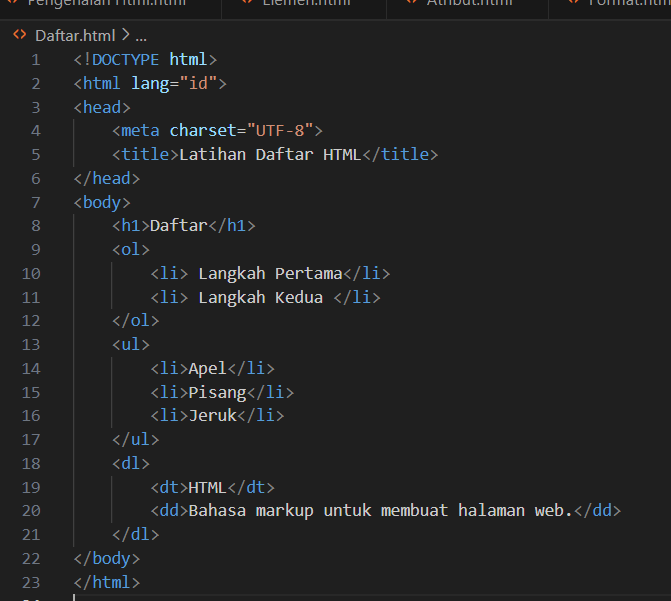 Pengenalan Html.html Elemen.html Atribut.html Format.html
Daftar.html > ...
1 <!DOCTYPE html>
2 <html lang="id">
3 <head>
4 <meta charset="UTF-8">
5 <title>Latihan Daftar HTML</title>
6 </head>
7 <body>
8 <h1>Daftar</h1>
9 <ol>
10 <li> Langkah Pertama</li>
11 <li> Langkah Kedua </li>
12 </ol>
13 <ul>
14 <li>Apel</li>
15 <li>Pisang</li>
16 <li>Jeruk</li>
17 </ul>
18 <dl>
19 <dt>HTML</dt>
20 <dd>Bahasa markup untuk membuat halaman web.</dd>
21 </dl>
22 </body>
23 </html>